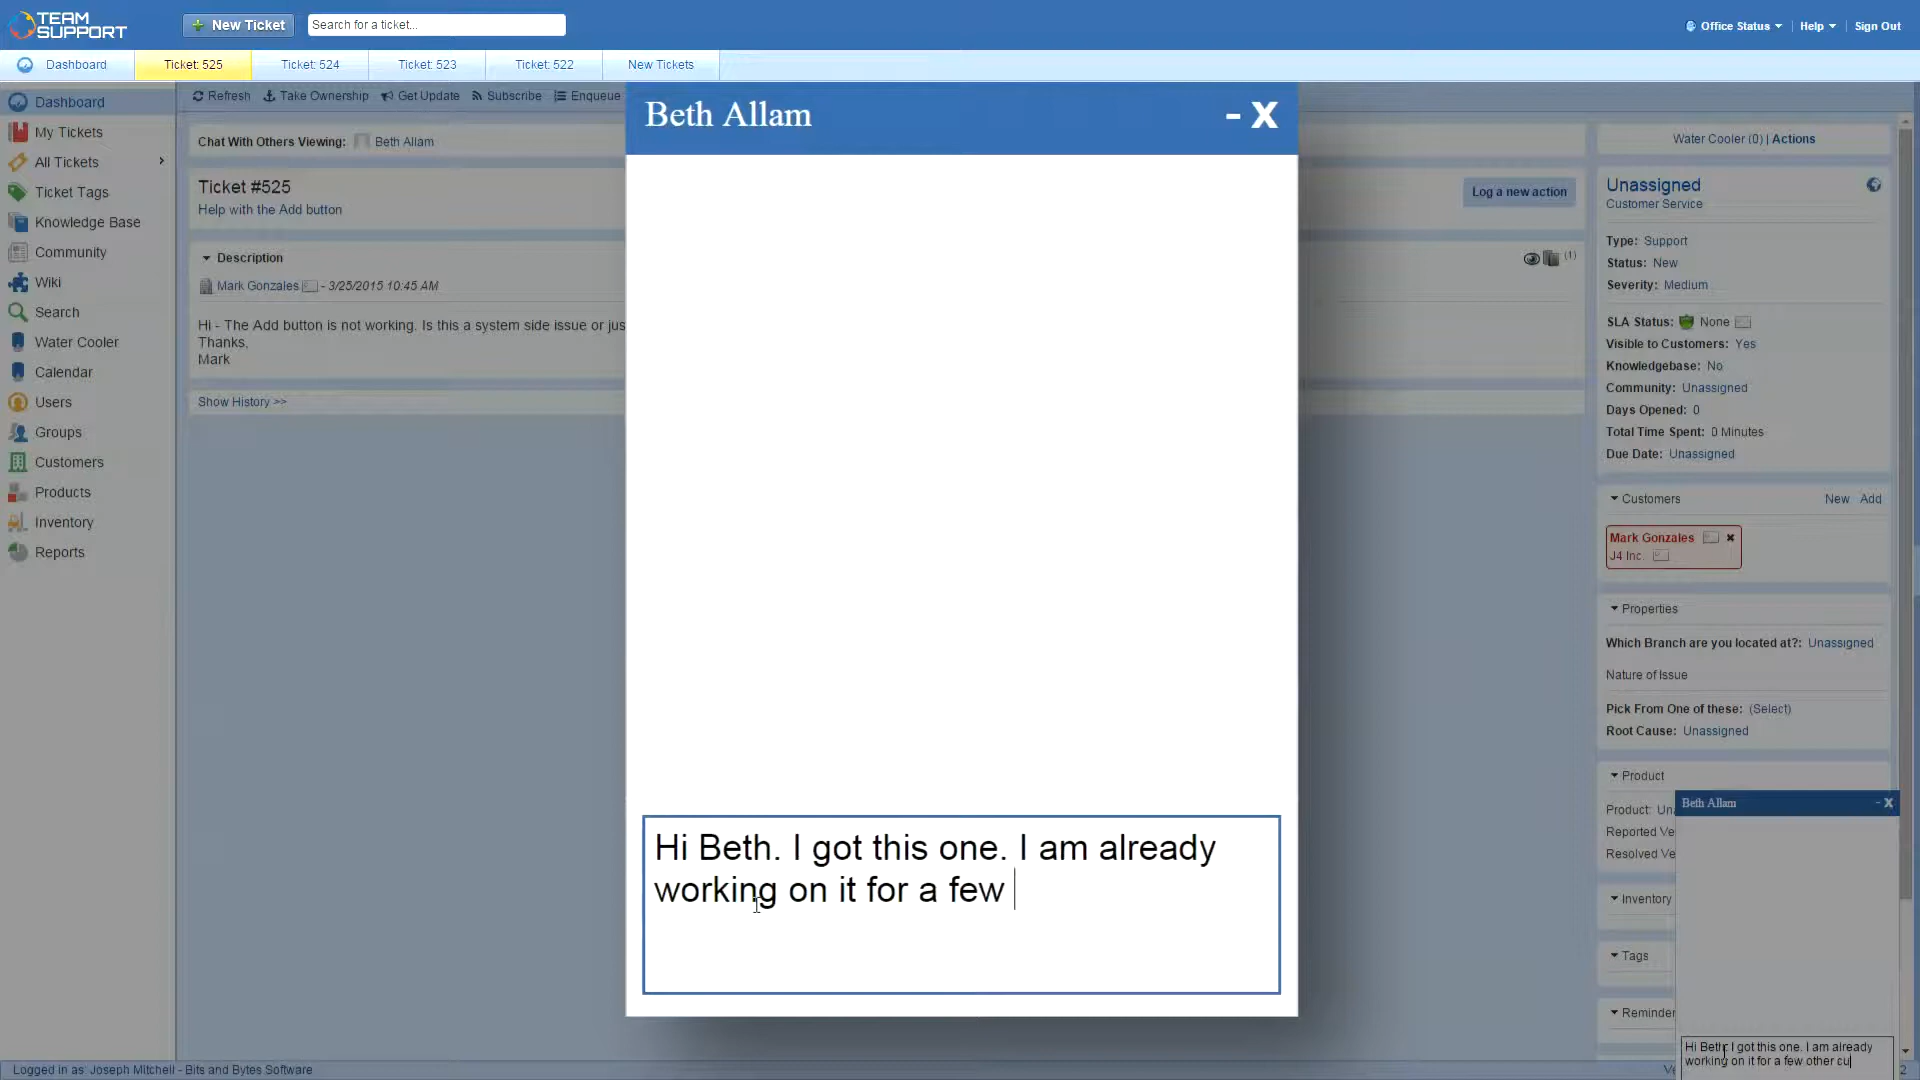 TEAM SUPPORT
New Ticket
Search for a ticket...
Office Status
Help
Sign Out
Dashboard
Ticket: 525
Ticket: 524
Ticket: 523
Ticket: 522
New Tickets
Dashboard
My Tickets
All Tickets
Ticket Tags
Knowledge Base
Community
Wiki
Search
Water Cooler
Calendar
Users
Groups
Customers
Products
Inventory
Reports
Refresh
Take Ownership
Get Update
Subscribe
Enqueue
Chat With Others Viewing: Beth Allam
Ticket #525
Help with the Add button
Log a new action
Description
(1)
Mark Gonzales - 3/25/2015 10:45 AM
Hi - The Add button is not working. Is this a system side issue or jus
Thanks,
Mark
Show History >>
Beth Allam
- X
Hi Beth. I got this one. I am already
working on it for a few
Water Cooler (0) | Actions
Unassigned
Customer Service
Type: Support
Status: New
Severity: Medium
SLA Status: None
Visible to Customers: Yes
Knowledgebase: No
Community: Unassigned
Days Opened: 0
Total Time Spent: 0 Minutes
Due Date: Unassigned
Customers
New Add
Mark Gonzales
J4 Inc.
Properties
Which Branch are you located at?: Unassigned
Nature of Issue
Pick From One of these: (Select)
Root Cause: Unassigned
Product
Product: Un
Reported Ve
Resolved Ve
Inventory
Tags
Reminder
Beth Allam
- X
Hi Beth. I got this one. I am already
working on it for a few other cu
Logged in as: Joseph Mitchell - Bits and Bytes Software